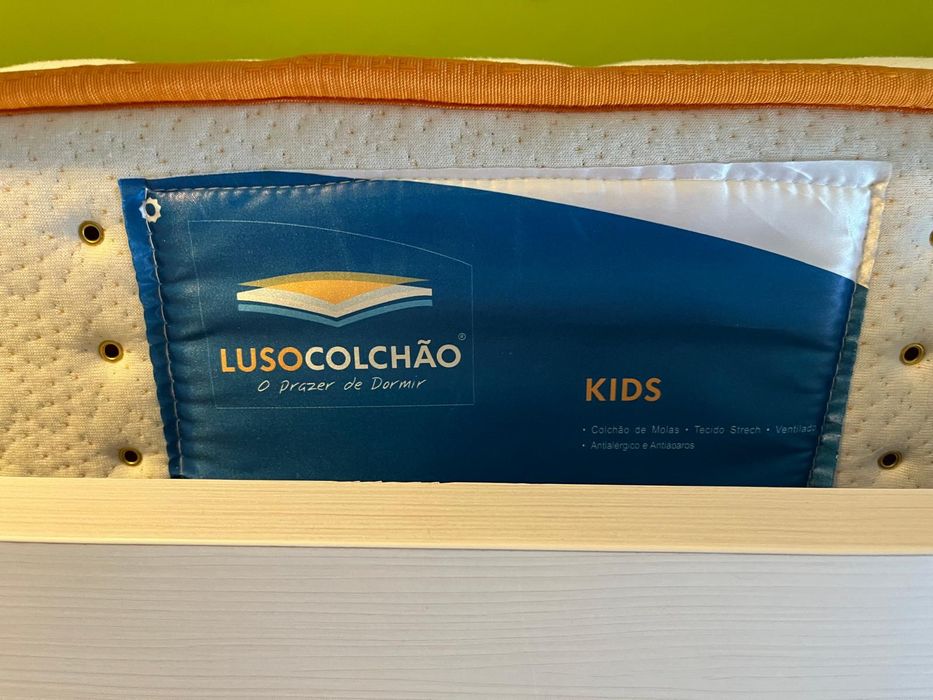 LUSOCOLCHÃO®
O Prazer de Dormir
KIDS
• Colchão de Molas • Tecido Strech • Ventilado
• Antialérgico e Antiácaros